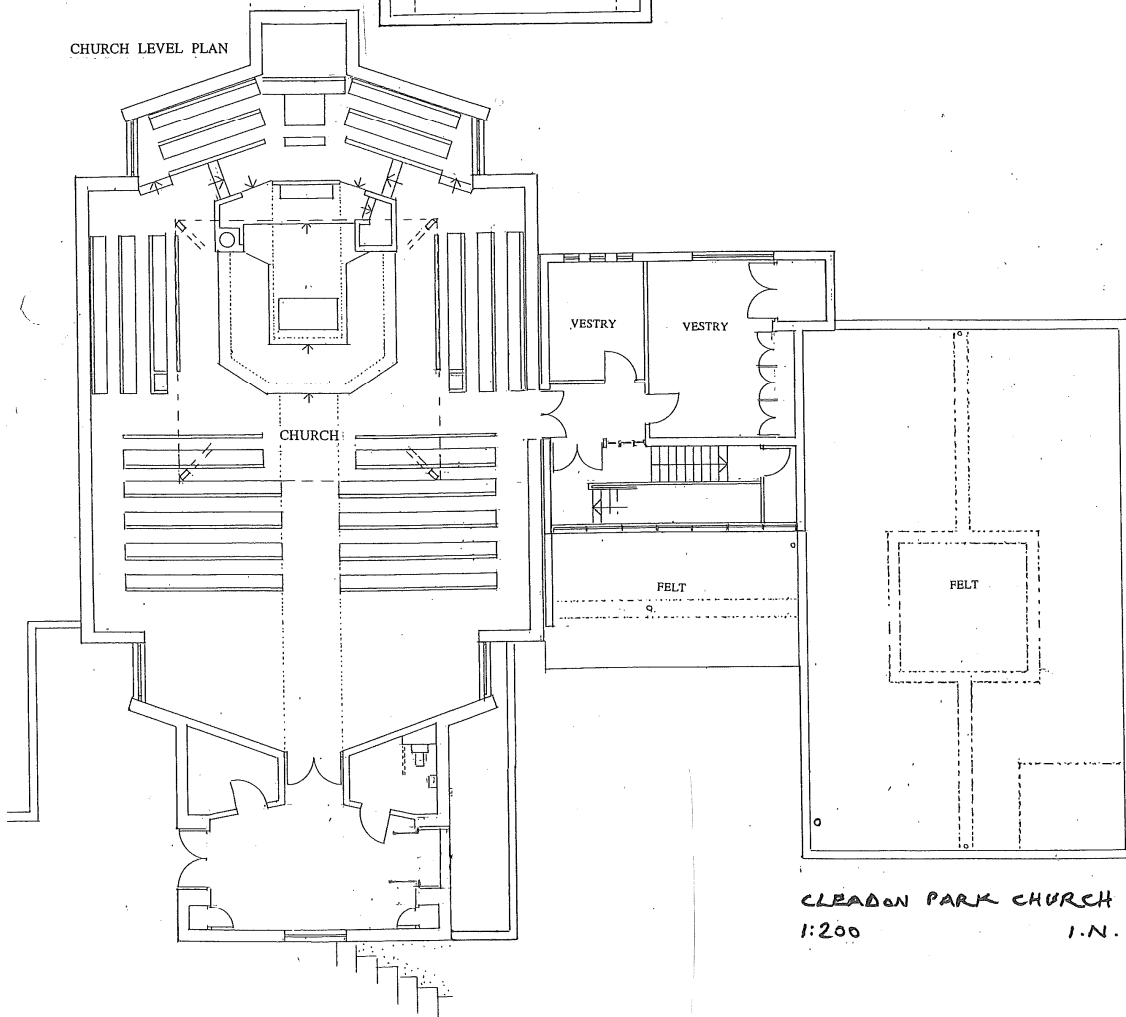 CHURCH LEVEL PLAN
VESTRY
VESTRY
CHURCH
FELT
FELT
CLEADON PARK CHURCH
1:200 I.N.